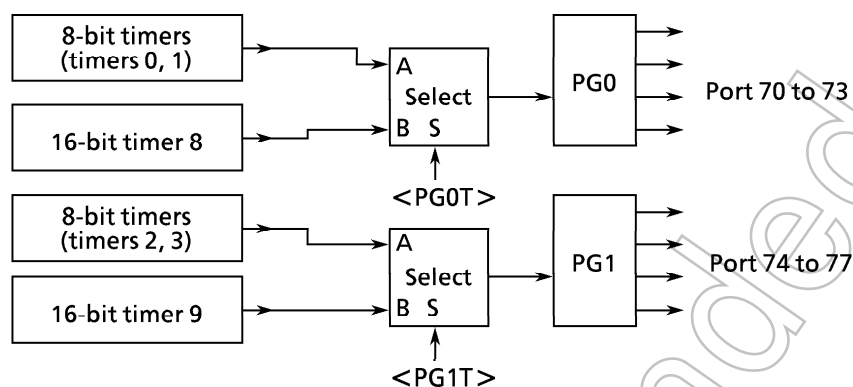 8-bit timers
(timers 0, 1)
16-bit timer 8
A
Select
B S
<PG0T>
PG0
Port 70 to 73
8-bit timers
(timers 2, 3)
16-bit timer 9
A
Select
B S
<PG1T>
PG1
Port 74 to 77
nded